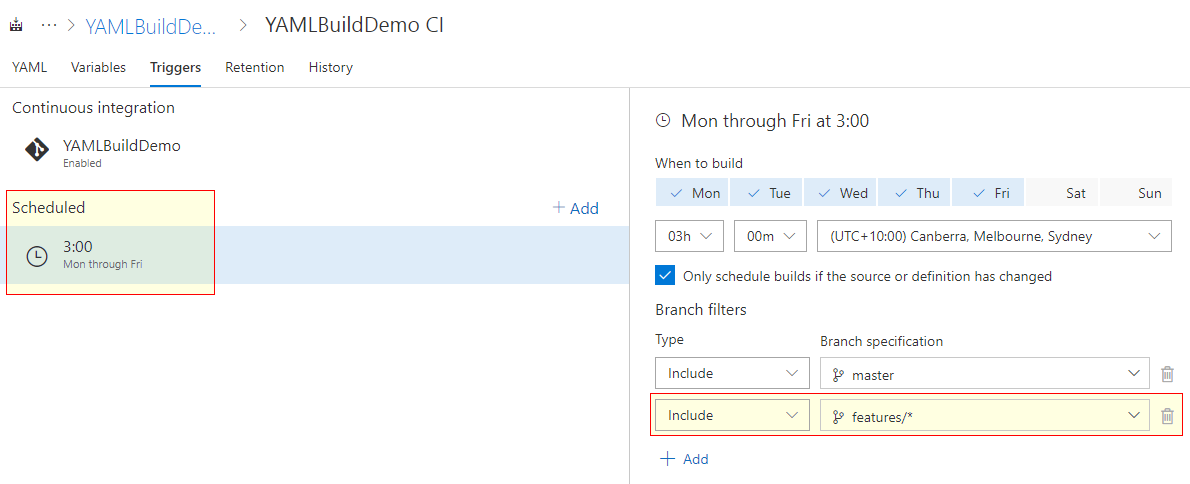 ··· > YAMLBuildDe... > YAMLBuildDemo CI
YAML Variables Triggers Retention History
Continuous integration
YAMLBuildDemo
Enabled
Scheduled
+ Add
3:00
Mon through Fri
Mon through Fri at 3:00
When to build
Mon Tue Wed Thu Fri Sat Sun
03h 00m (UTC+10:00) Canberra, Melbourne, Sydney
Only schedule builds if the source or definition has changed
Branch filters
Type Branch specification
Include master
Include features/*
+ Add